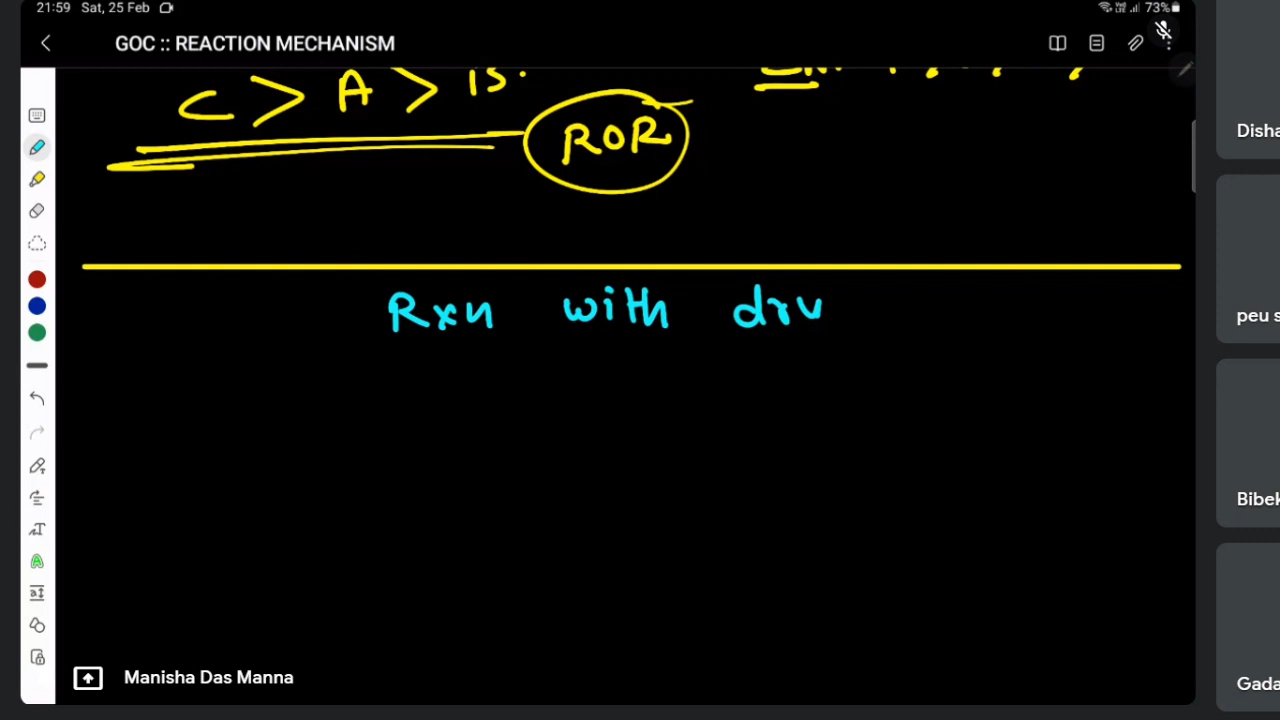 21:59 Sat, 25 Feb 73%
GOC :: REACTION MECHANISM
C > A > B.
ROR
Rxn with dru
Manisha Das Manna
Disha
peu s
Bibek
Gada